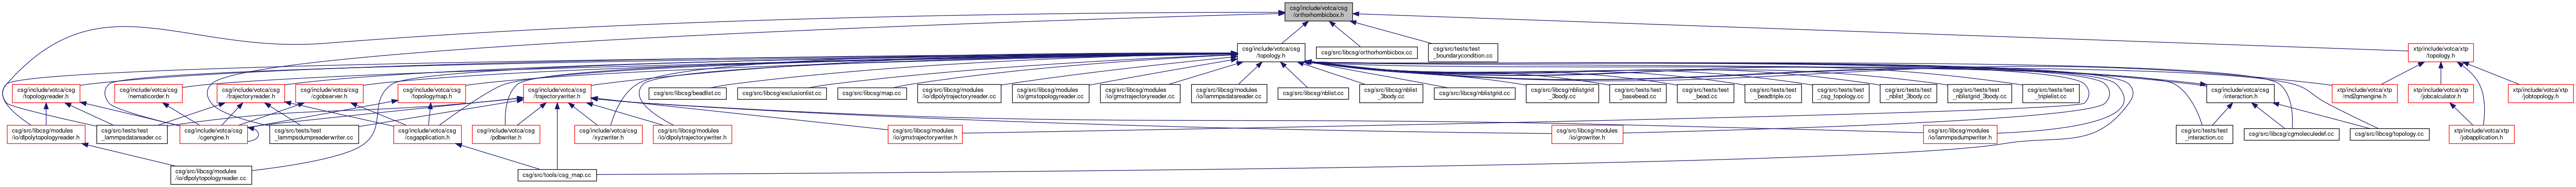 csg/include/votca/csg
/orthorhombicbox.h
csg/include/votca/csg
/topology.h
csg/src/libcsg/orthorhombicbox.cc
csg/src/tests/test
_boundarycondition.cc
xtp/include/votca/xtp
/topology.h
csg/include/votca/csg
/topologyreader.h
csg/include/votca/csg
/nematicorder.h
csg/include/votca/csg
/trajectoryreader.h
csg/include/votca/csg
/cgobserver.h
csg/include/votca/csg
/topologymap.h
csg/include/votca/csg
/trajectorywriter.h
csg/src/libcsg/beadlist.cc
csg/src/libcsg/exclusionlist.cc
csg/src/libcsg/map.cc
csg/src/libcsg/modules
/io/dlpolytrajectoryreader.cc
csg/src/libcsg/modules
/io/gmxtopologyreader.cc
csg/src/libcsg/modules
/io/gmxtrajectoryreader.cc
csg/src/libcsg/modules
/io/lammpsdatareader.cc
csg/src/libcsg/nblist.cc
csg/src/libcsg/nblist
_3body.cc
csg/src/libcsg/nblistgrid.cc
csg/src/libcsg/nblistgrid
_3body.cc
csg/src/tests/test
_basebead.cc
csg/src/tests/test
_bead.cc
csg/src/tests/test
_beadtriple.cc
csg/src/tests/test
_csg_topology.cc
csg/src/tests/test
_nblist_3body.cc
csg/src/tests/test
_nblistgrid_3body.cc
csg/src/tests/test
_triplelist.cc
csg/include/votca/csg
/interaction.h
xtp/include/votca/xtp
/md2qmengine.h
xtp/include/votca/xtp
/jobcalculator.h
xtp/include/votca/xtp
/jobtopology.h
csg/src/libcsg/modules
/io/dlpolytopologyreader.h
csg/src/tests/test
_lammpsdatareader.cc
csg/include/votca/csg
/cgengine.h
csg/src/tests/test
_lammpsdumpreaderwriter.cc
csg/include/votca/csg
/csgapplication.h
csg/include/votca/csg
/pdbwriter.h
csg/include/votca/csg
/xyzwriter.h
csg/src/libcsg/modules
/io/dlpolytrajectorywriter.h
csg/src/libcsg/modules
/io/gmxtrajectorywriter.h
csg/src/libcsg/modules
/io/growriter.h
csg/src/libcsg/modules
/io/lammpsdumpwriter.h
csg/src/tests/test
_interaction.cc
csg/src/libcsg/cgmoleculedef.cc
csg/src/libcsg/topology.cc
xtp/include/votca/xtp
/jobapplication.h
csg/src/libcsg/modules
/io/dlpolytopologyreader.cc
csg/src/tools/csg_map.cc